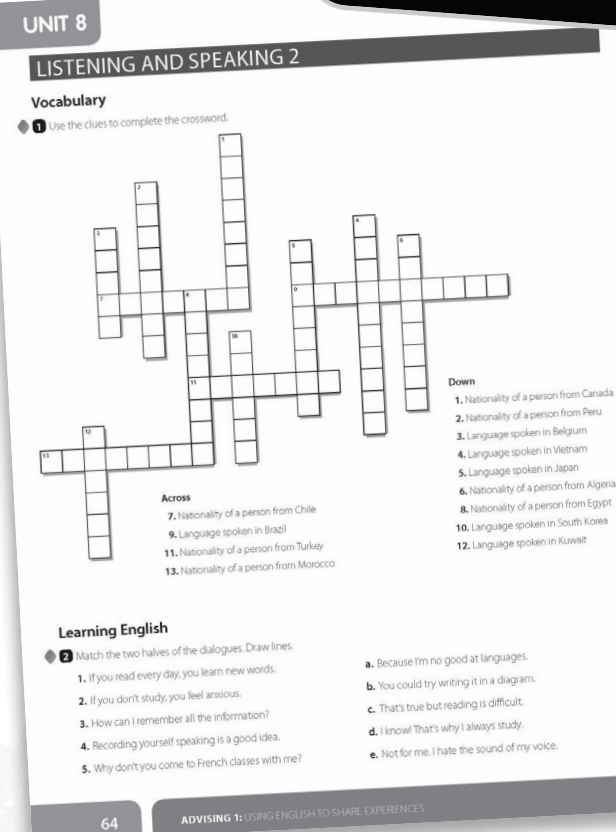 UNIT 8
LISTENING AND SPEAKING 2
Vocabulary
1 Use the clues to complete the crossword.
1
2
3
4
5
6
7
8
9
10
11
12
13
Across
7. Nationality of a person from Chile
9. Language spoken in Brazil
11. Nationality of a person from Turkey
13. Nationality of a person from Morocco
Down
1. Nationality of a person from Canada
2. Nationality of a person from Peru
3. Language spoken in Belgium
4. Language spoken in Vietnam
5. Language spoken in Japan
6. Nationality of a person from Algeria
8. Nationality of a person from Egypt
10. Language spoken in South Korea
12. Language spoken in Kuwait
Learning English
2 Match the two halves of the dialogues. Draw lines.
1. If you read every day, you learn new words.
2. If you don't study, you feel anxious.
3. How can I remember all the information?
4. Recording yourself speaking is a good idea.
5. Why don't you come to French classes with me?
a. Because I'm no good at languages.
b. You could try writing it in a diagram.
c. That's true but reading is difficult.
d. I know! That's why I always study.
e. Not for me. I hate the sound of my voice.
64
ADVISING 1: USING ENGLISH TO SHARE EXPERIENCES